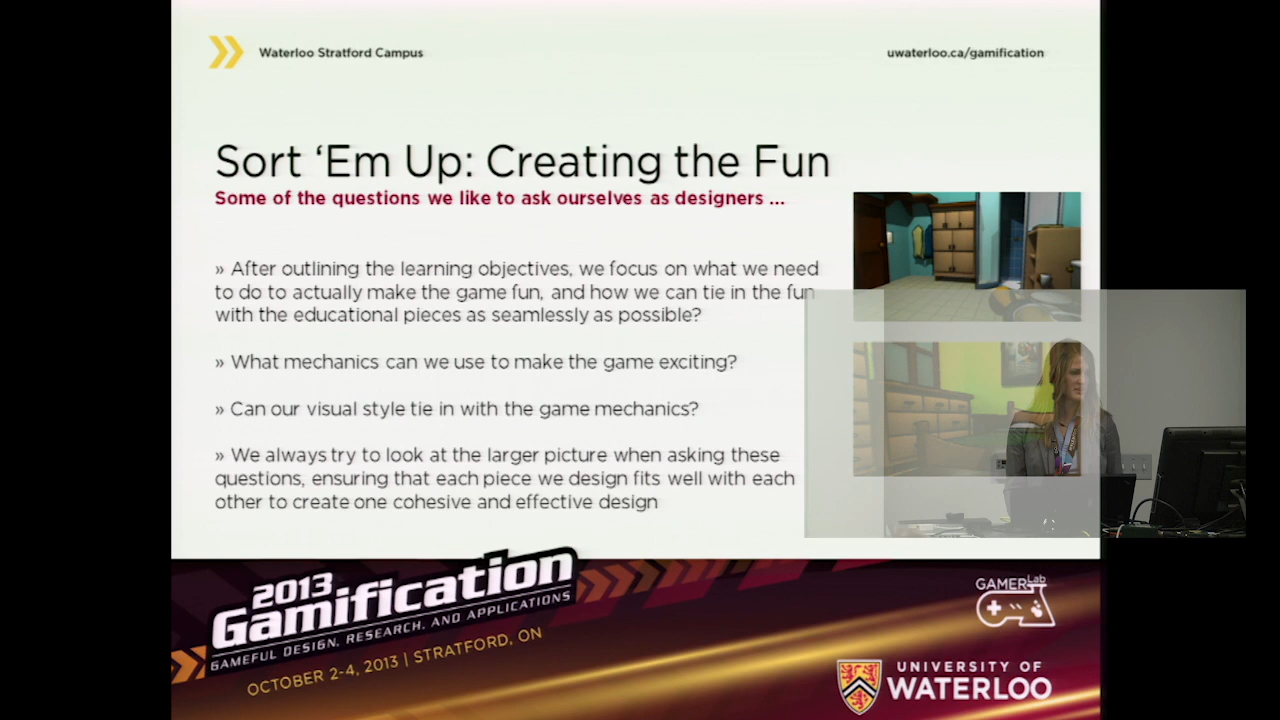 Waterloo Stratford Campus
uwaterloo.ca/gamification
Sort ‘Em Up: Creating the Fun
Some of the questions we like to ask ourselves as designers ...
» After outlining the learning objectives, we focus on what we need
to do to actually make the game fun, and how we can tie in the fun
with the educational pieces as seamlessly as possible?
» What mechanics can we use to make the game exciting?
» Can our visual style tie in with the game mechanics?
» We always try to look at the larger picture when asking these
questions, ensuring that each piece we design fits well with each
other to create one cohesive and effective design
2013
Gamification
GAMEFUL DESIGN, RESEARCH, AND APPLICATIONS
OCTOBER 2-4, 2013 | STRATFORD, ON
GAMER Lab
UNIVERSITY OF
WATERLOO